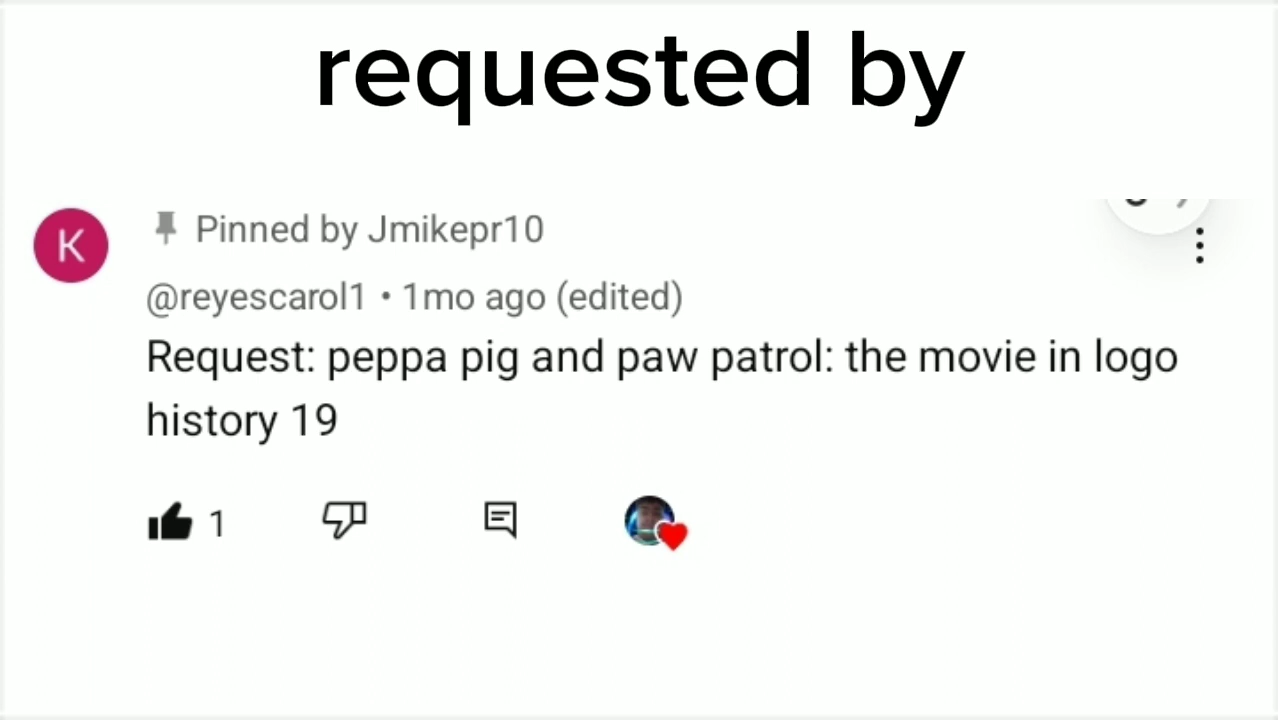 requested by
K
Pinned by Jmikepr10
@reyescarol1 • 1mo ago (edited)
Request: peppa pig and paw patrol: the movie in logo
history 19
1